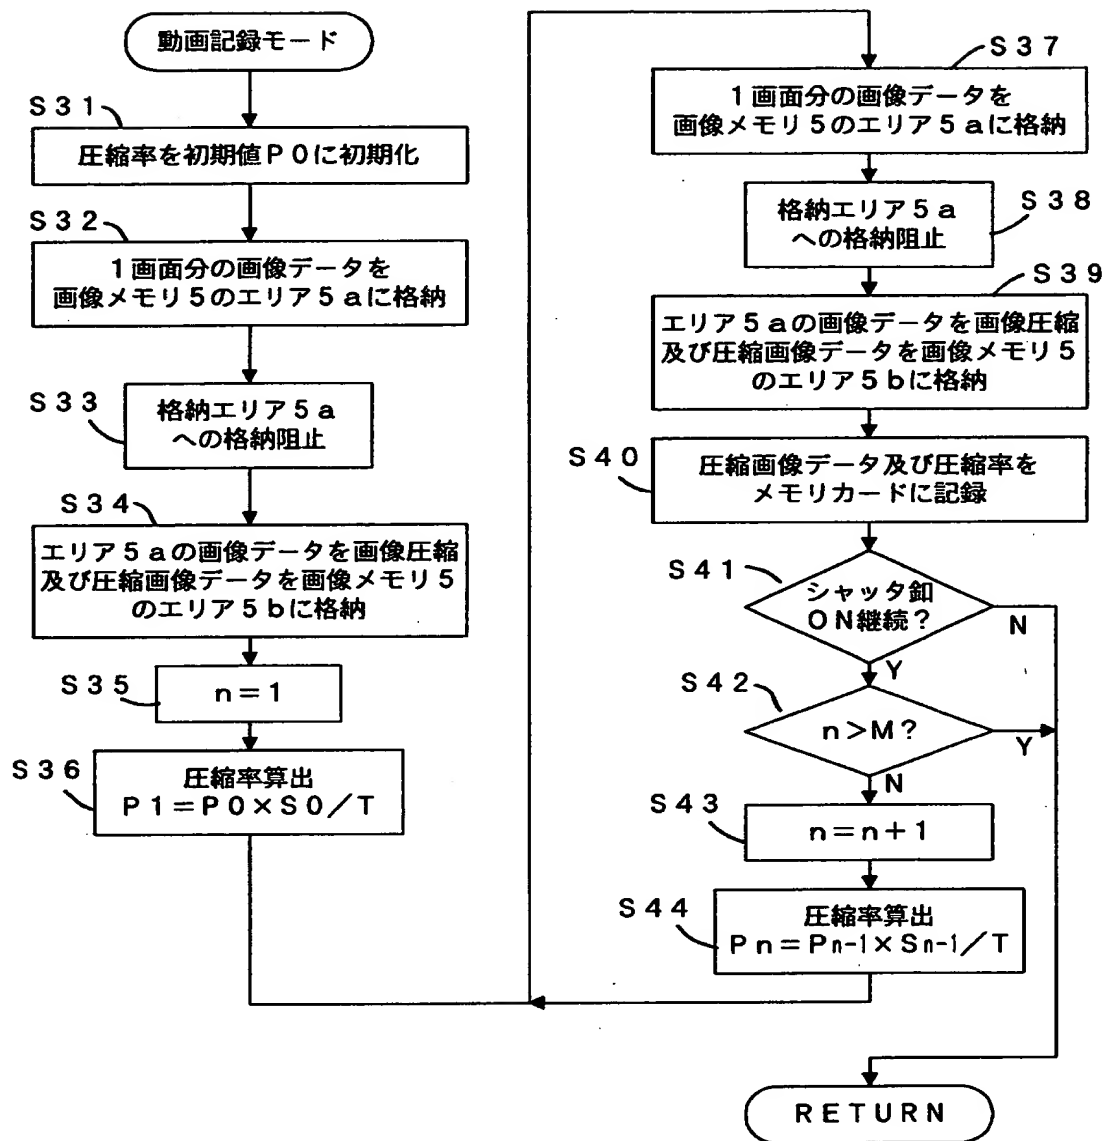 動画記録モード
S31
圧縮率を初期値P0に初期化
S32
1画面分の画像データを
画像メモリ5のエリア5aに格納
S33
格納エリア5a
への格納阻止
S34
エリア5aの画像データを画像圧縮
及び圧縮画像データを画像メモリ5
のエリア5bに格納
S35
n=1
S36
圧縮率算出
P1=P0×S0/T
S37
1画面分の画像データを
画像メモリ5のエリア5aに格納
S38
格納エリア5a
への格納阻止
S39
エリア5aの画像データを画像圧縮
及び圧縮画像データを画像メモリ5
のエリア5bに格納
S40
圧縮画像データ及び圧縮率を
メモリカードに記録
S41
シャッタ釦
ON継続?
N
Y
S42
n>M?
Y
N
S43
n=n+1
S44
圧縮率算出
Pn=Pn-1×Sn-1/T
RETURN